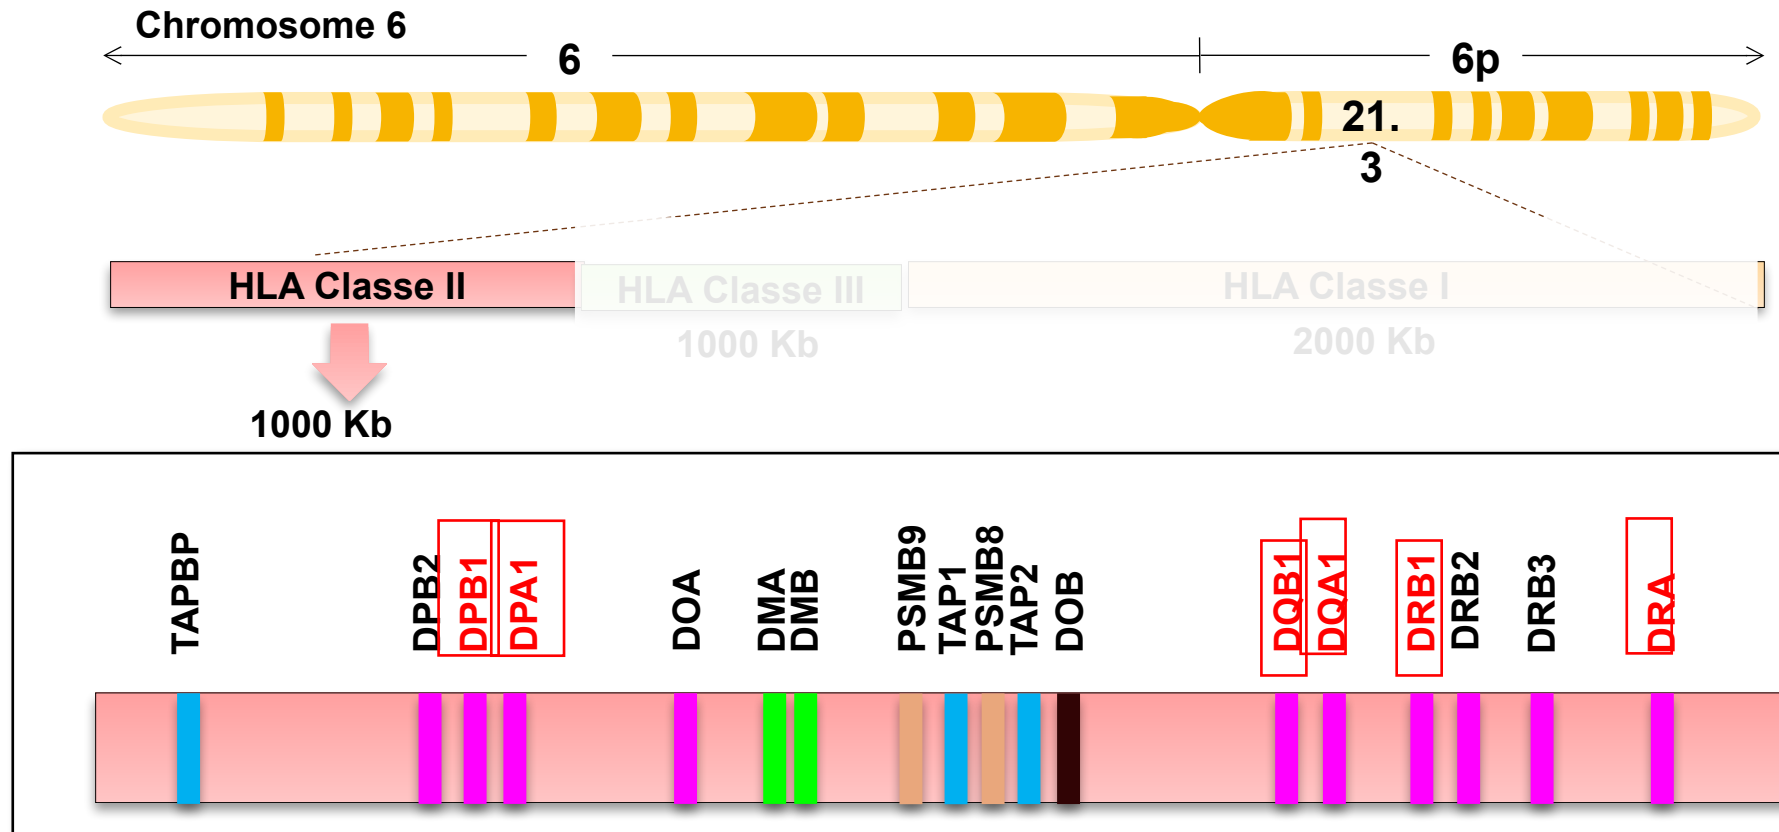 Chromosome 6
6
6p
21.
3
HLA Classe II
HLA Classe III
HLA Classe I
1000 Kb
2000 Kb
1000 Kb
TAPBP
DPB2
DPB1
DPA1
DOA
DMA
DMB
PSMB9
TAP1
PSMB8
TAP2
DOB
DQB1
DQA1
DRB1
DRB2
DRB3
DRA